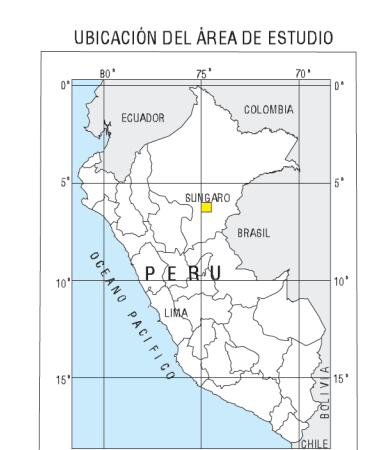 UBICACIÓN DEL ÁREA DE ESTUDIO
80° 75° 70°
0° 0°
ECUADOR
COLOMBIA
5° 5°
SUNGARO
BRASIL
PERU
10° 10°
OCEANO PACIFICO
LIMA
15° 15°
BOLIVIA
CHILE